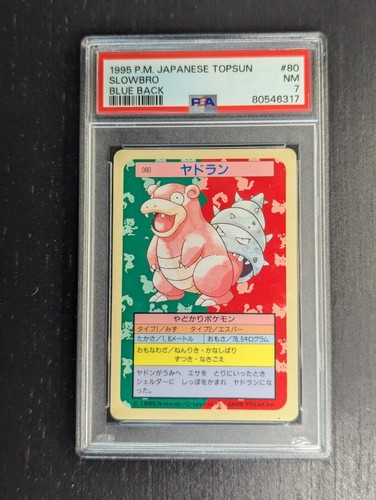 1995 P.M. JAPANESE TOPSUN #80
SLOWBRO NM
BLUE BACK 7
PSA 80546317
080 ヤドラン
やどかりポケモン
タイプ1/みず タイプ2/エスパー
たかさ/1.6メートル おもさ/78.5キログラム
おもなわざ/ねんりき・かなしばり
ずつき・なきごえ
ヤドンがうみへ エサを とりにいったとき
シェルダーに しっぽをかまれ ヤドランにな
った。